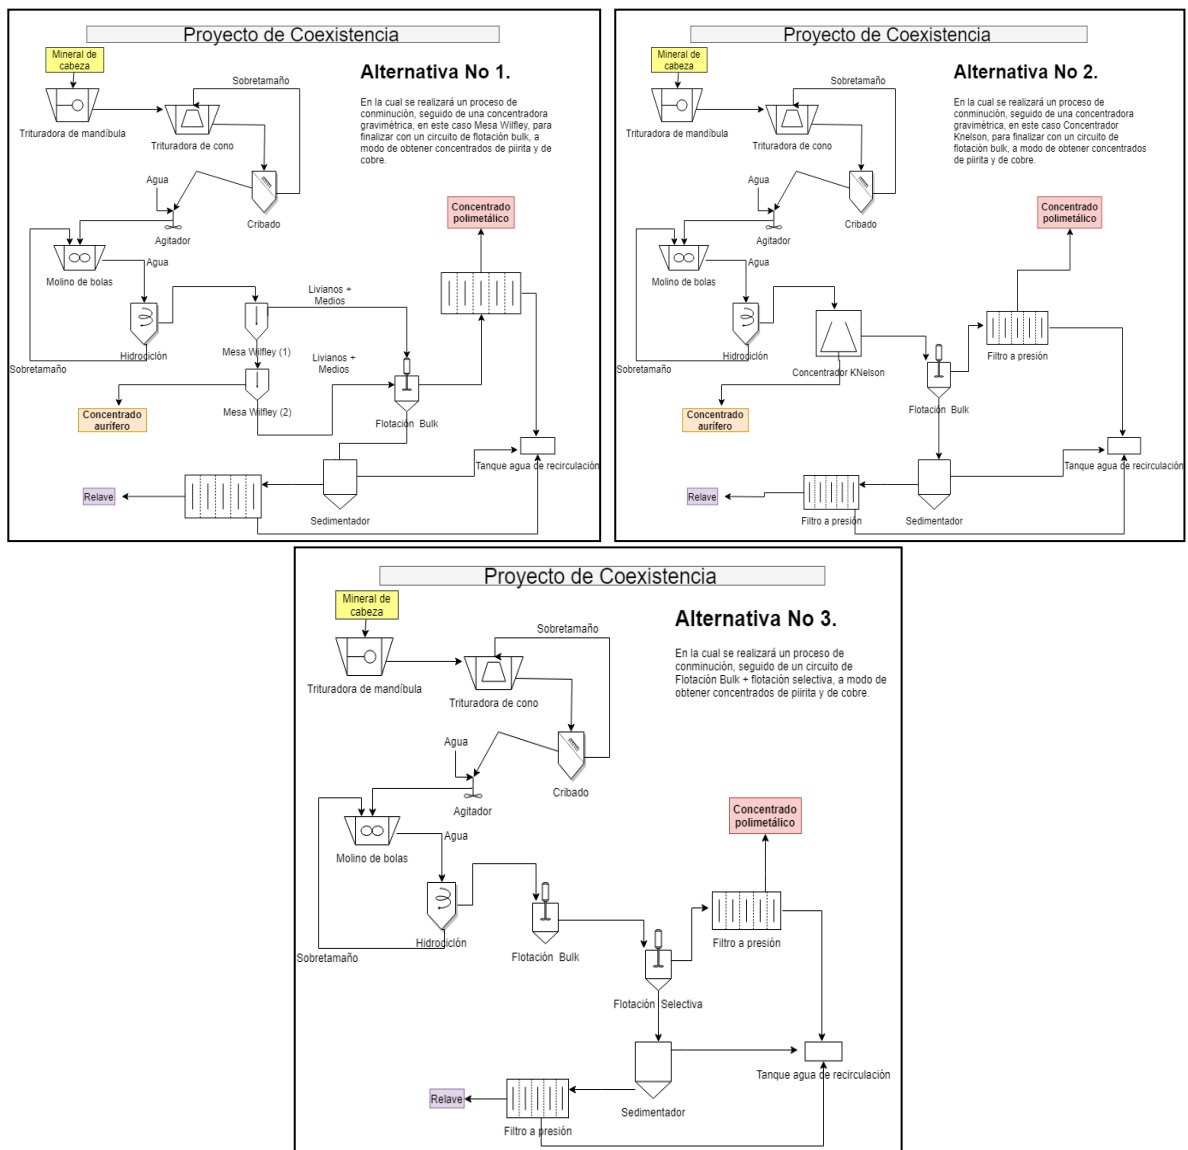 Proyecto de Coexistencia
Mineral de
cabeza
Alternativa No 1.
Sobretamaño
En la cual se realizará un proceso de
conminución, seguido de una concentradora
gravimétrica, en este caso Mesa Wilfley, para
finalizar con un circuito de flotación bulk, a
modo de obtener concentrados de piirita y de
cobre.
Trituradora de mandíbula
Trituradora de cono
Agua
Cribado
Agitador
Concentrado
polimetálico
Molino de bolas
Agua
Livianos +
Medios
Hidrocición
Mesa Wilfley (1)
Sobretamaño
Livianos +
Medios
Concentrado
aurífero
Mesa Wilfley (2)
Flotación Bulk
Tanque agua de recirculación
Relave
Sedimentador
Proyecto de Coexistencia
Mineral de
cabeza
Alternativa No 2.
Sobretamaño
En la cual se realizará un proceso de
conminución, seguido de una concentradora
gravimétrica, en este caso Concentrador
Knelson, para finalizar con un circuito de
flotación bulk, a modo de obtener concentrados
de piirita y de cobre.
Trituradora de mandíbula
Trituradora de cono
Agua
Cribado
Agitador
Concentrado
polimetálico
Molino de bolas
Agua
Hidrocición
Filtro a presión
Sobretamaño
Concentrador KNelson
Concentrado
aurífero
Flotación Bulk
Tanque agua de recirculación
Relave
Filtro a presión
Sedimentador
Proyecto de Coexistencia
Mineral de
cabeza
Alternativa No 3.
Sobretamaño
En la cual se realizará un proceso de
conminución, seguido de un circuito de
Flotación Bulk + flotación selectiva, a modo de
obtener concentrados de piirita y de cobre.
Trituradora de mandíbula
Trituradora de cono
Agua
Cribado
Agitador
Concentrado
polimetálico
Molino de bolas
Agua
Hidrocición
Filtro a presión
Sobretamaño
Flotación Bulk
Flotación Selectiva
Tanque agua de recirculación
Relave
Sedimentador
Filtro a presión